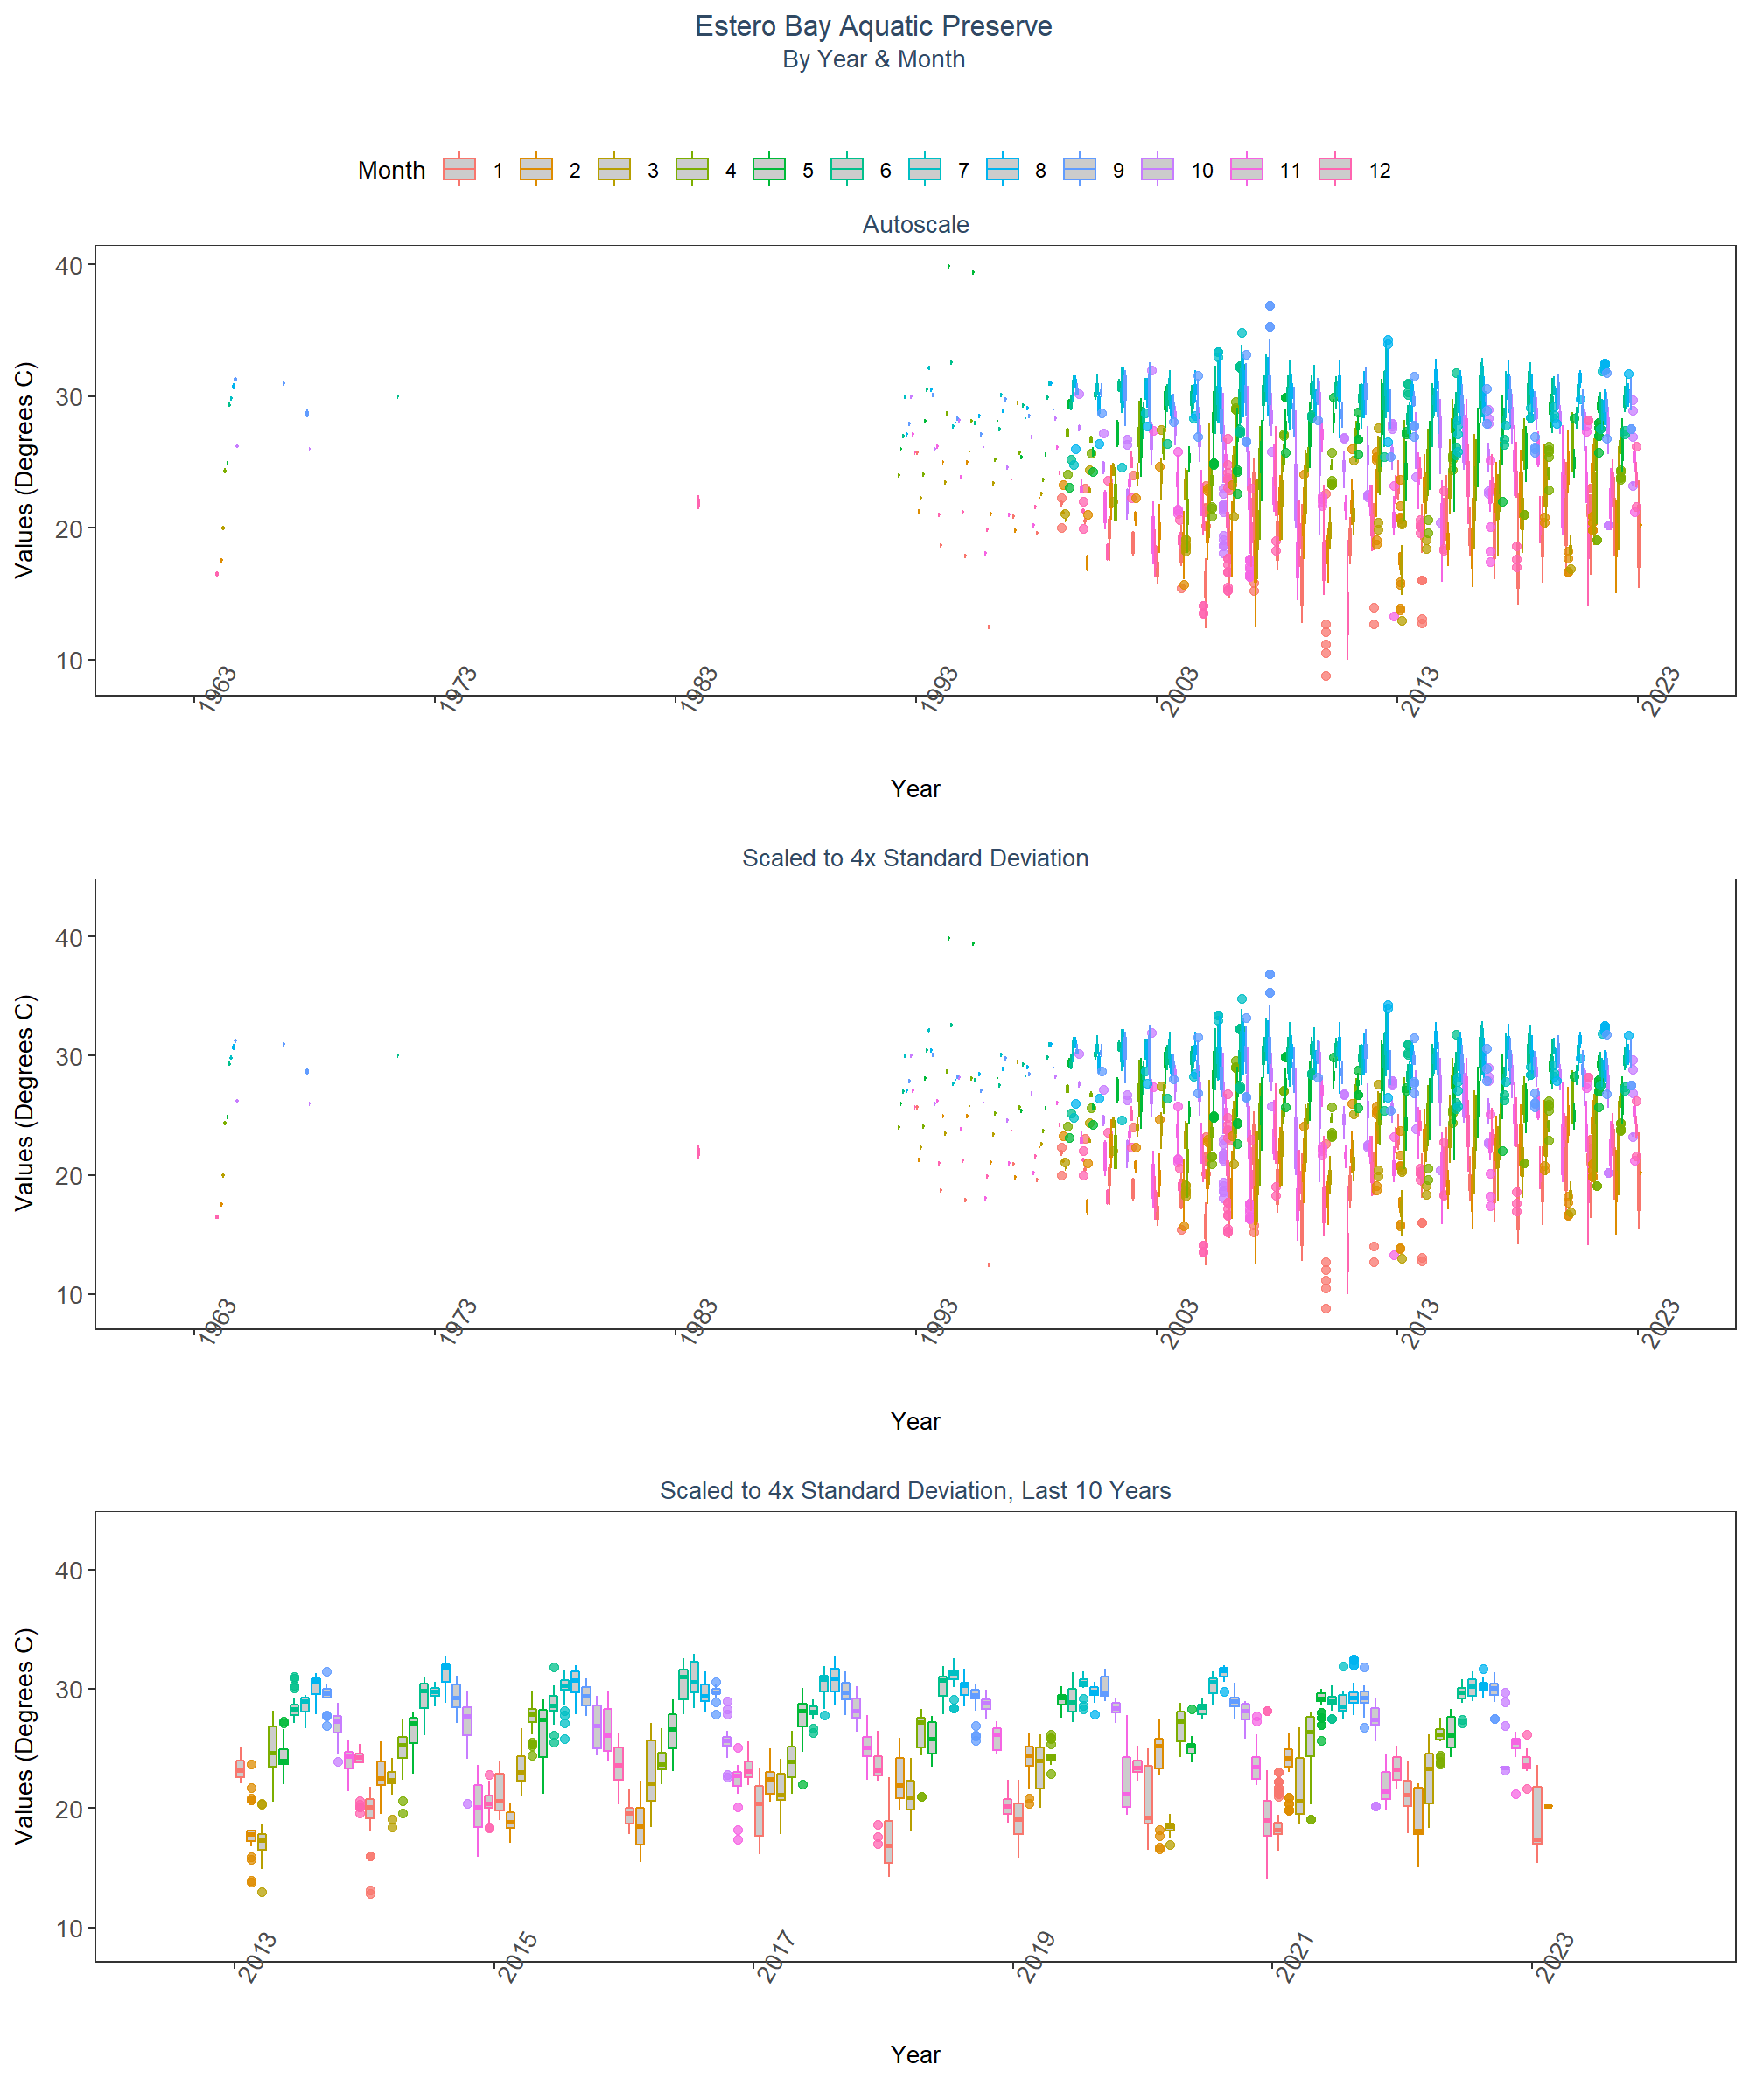 Estero Bay Aquatic Preserve
By Year & Month
Month 1 2 3 4 5 6 7 8 9 10 11 12
Autoscale
Values (Degrees C)
40
30
20
10
1963 1973 1983 1993 2003 2013 2023
Year
Scaled to 4x Standard Deviation
Values (Degrees C)
40
30
20
10
1963 1973 1983 1993 2003 2013 2023
Year
Scaled to 4x Standard Deviation, Last 10 Years
Values (Degrees C)
40
30
20
10
2013 2015 2017 2019 2021 2023
Year